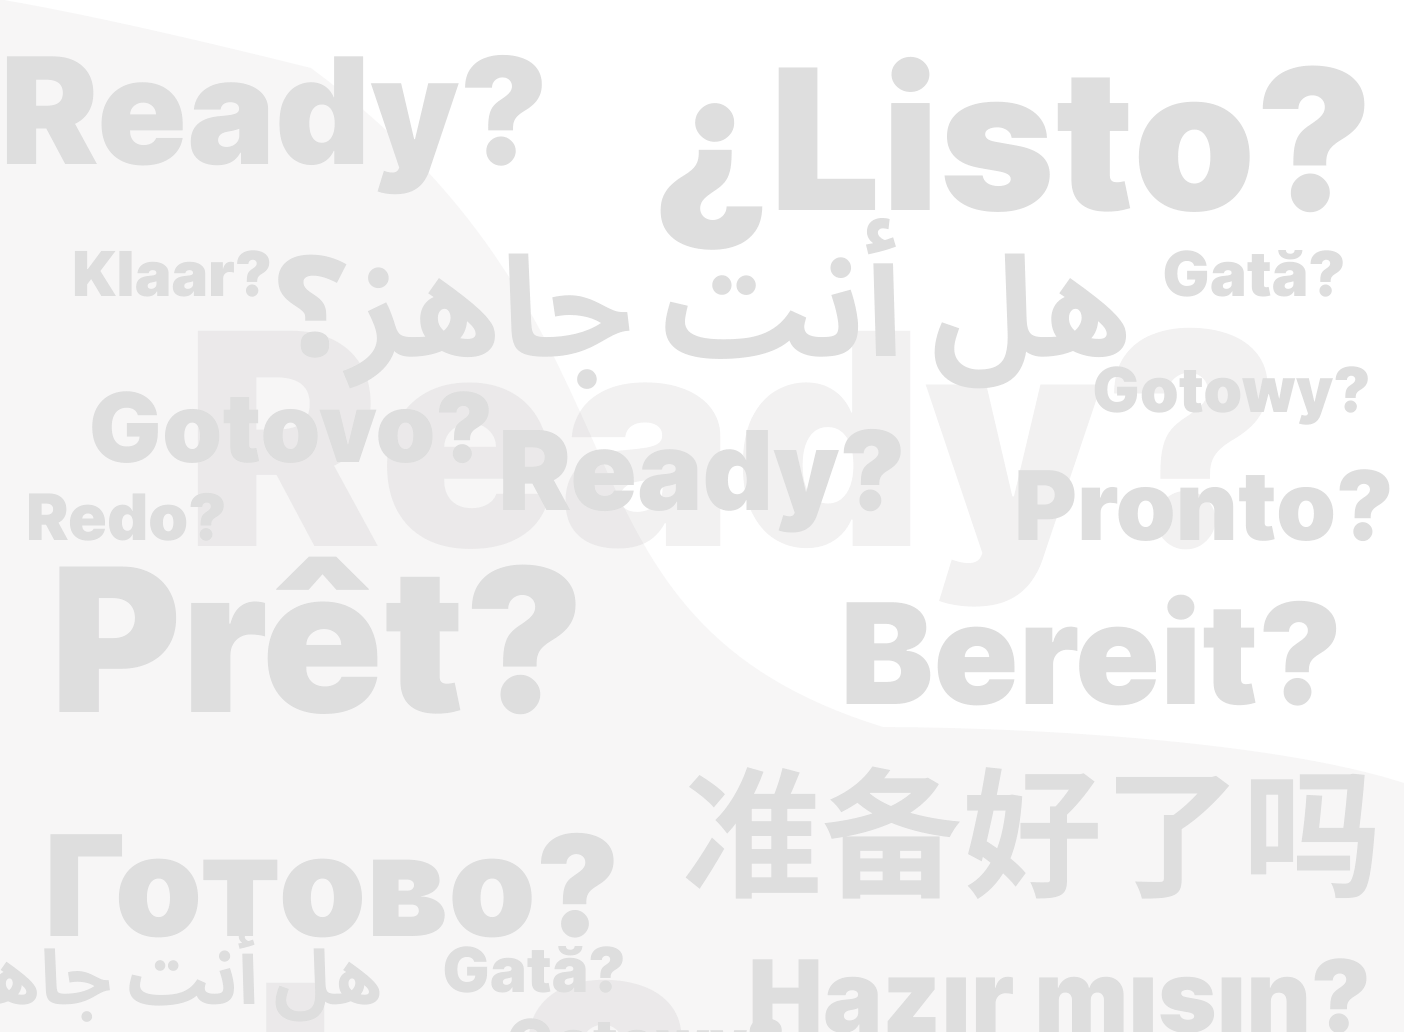 Ready?
¿Listo?
Klaar?
هل أنت جاهز؟
Gată?
Ready?
Gotowy?
Gotovo?
Ready?
Pronto?
Redo?
Prêt?
Bereit?
准备好了吗
Готово?
هل أنت جاه
Gată?
Hazır mısın?
Gotowy?